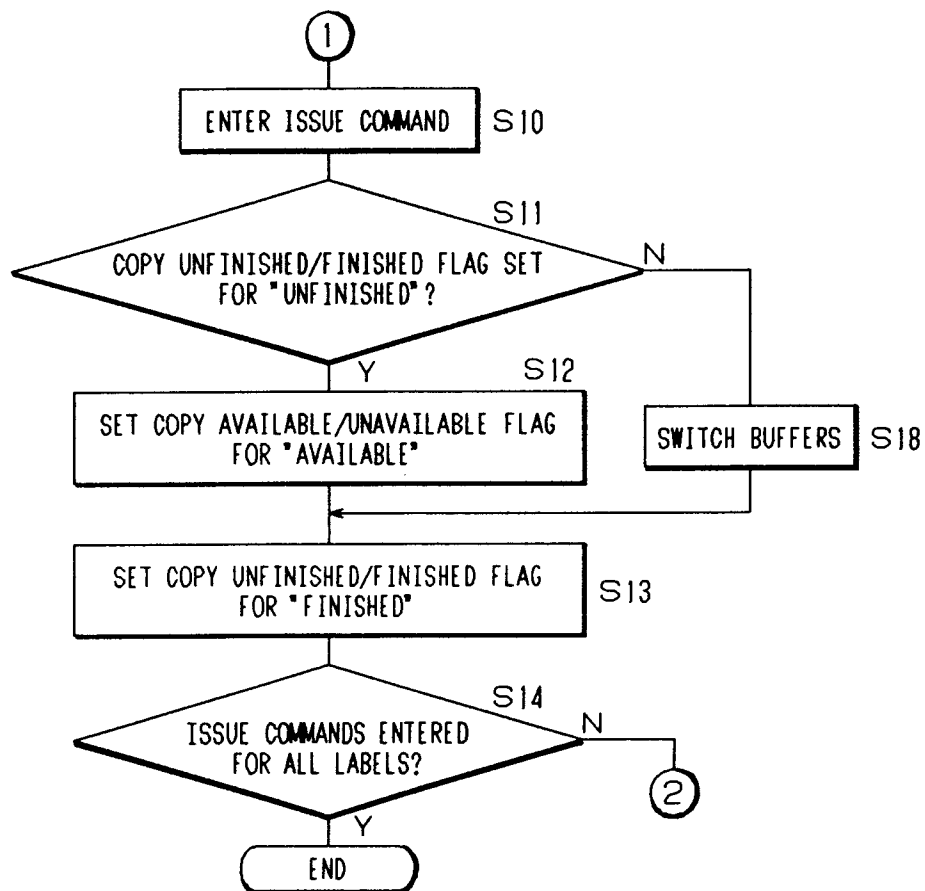 1
ENTER ISSUE COMMAND
S10
S11
COPY UNFINISHED/FINISHED FLAG SET
FOR "UNFINISHED"?
N
Y
S12
SET COPY AVAILABLE/UNAVAILABLE FLAG
FOR "AVAILABLE"
SWITCH BUFFERS
S18
SET COPY UNFINISHED/FINISHED FLAG
FOR "FINISHED"
S13
S14
ISSUE COMMANDS ENTERED
FOR ALL LABELS?
N
2
Y
END